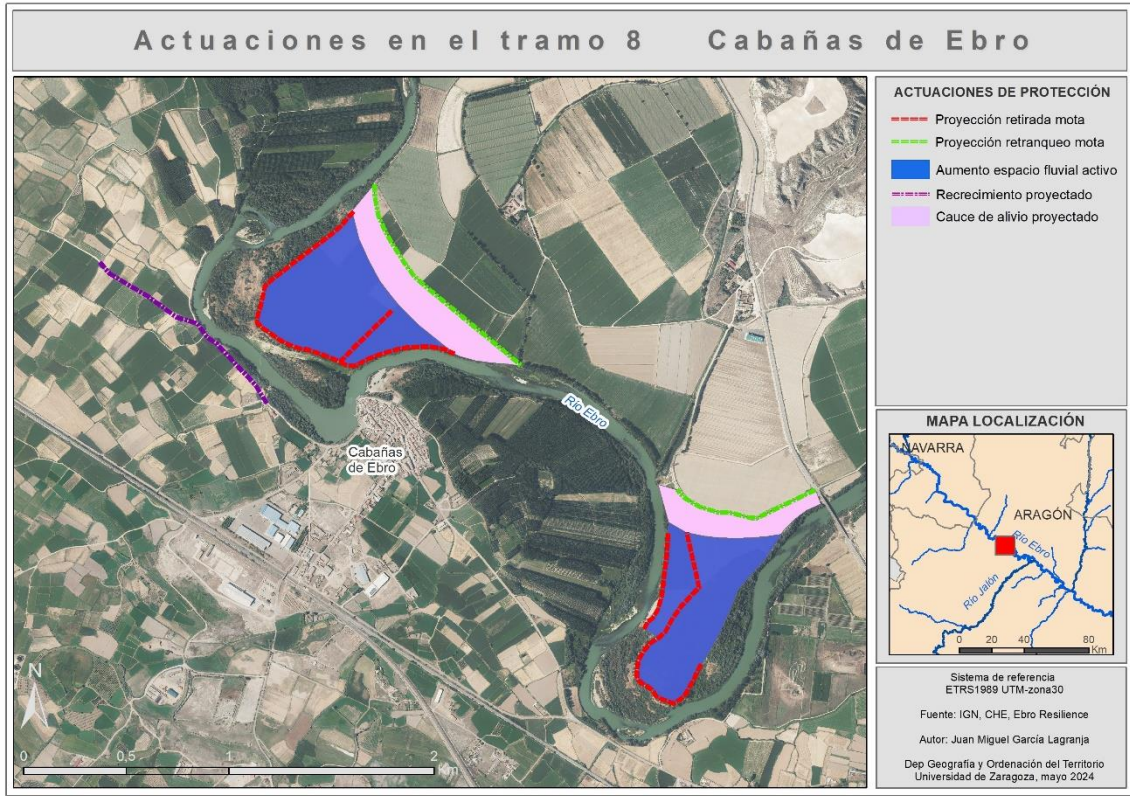 Actuaciones en el tramo 8 Cabañas de Ebro
ACTUACIONES DE PROTECCIÓN
Proyección retirada mota
Proyección retranqueo mota
Aumento espacio fluvial activo
Recrecimiento proyectado
Cauce de alivio proyectado
Río Ebro
Cabañas
de Ebro
N
0 0,5 1 2
Km
MAPA LOCALIZACIÓN
NAVARRA
ARAGÓN
Río Ebro
Río Jalón
0 20 40 80
Km
Sistema de referencia
ETRS1989 UTM-zona30
Fuente: IGN, CHE, Ebro Resilience
Autor: Juan Miguel García Lagranja
Dep Geografía y Ordenación del Territorio
Universidad de Zaragoza, mayo 2024